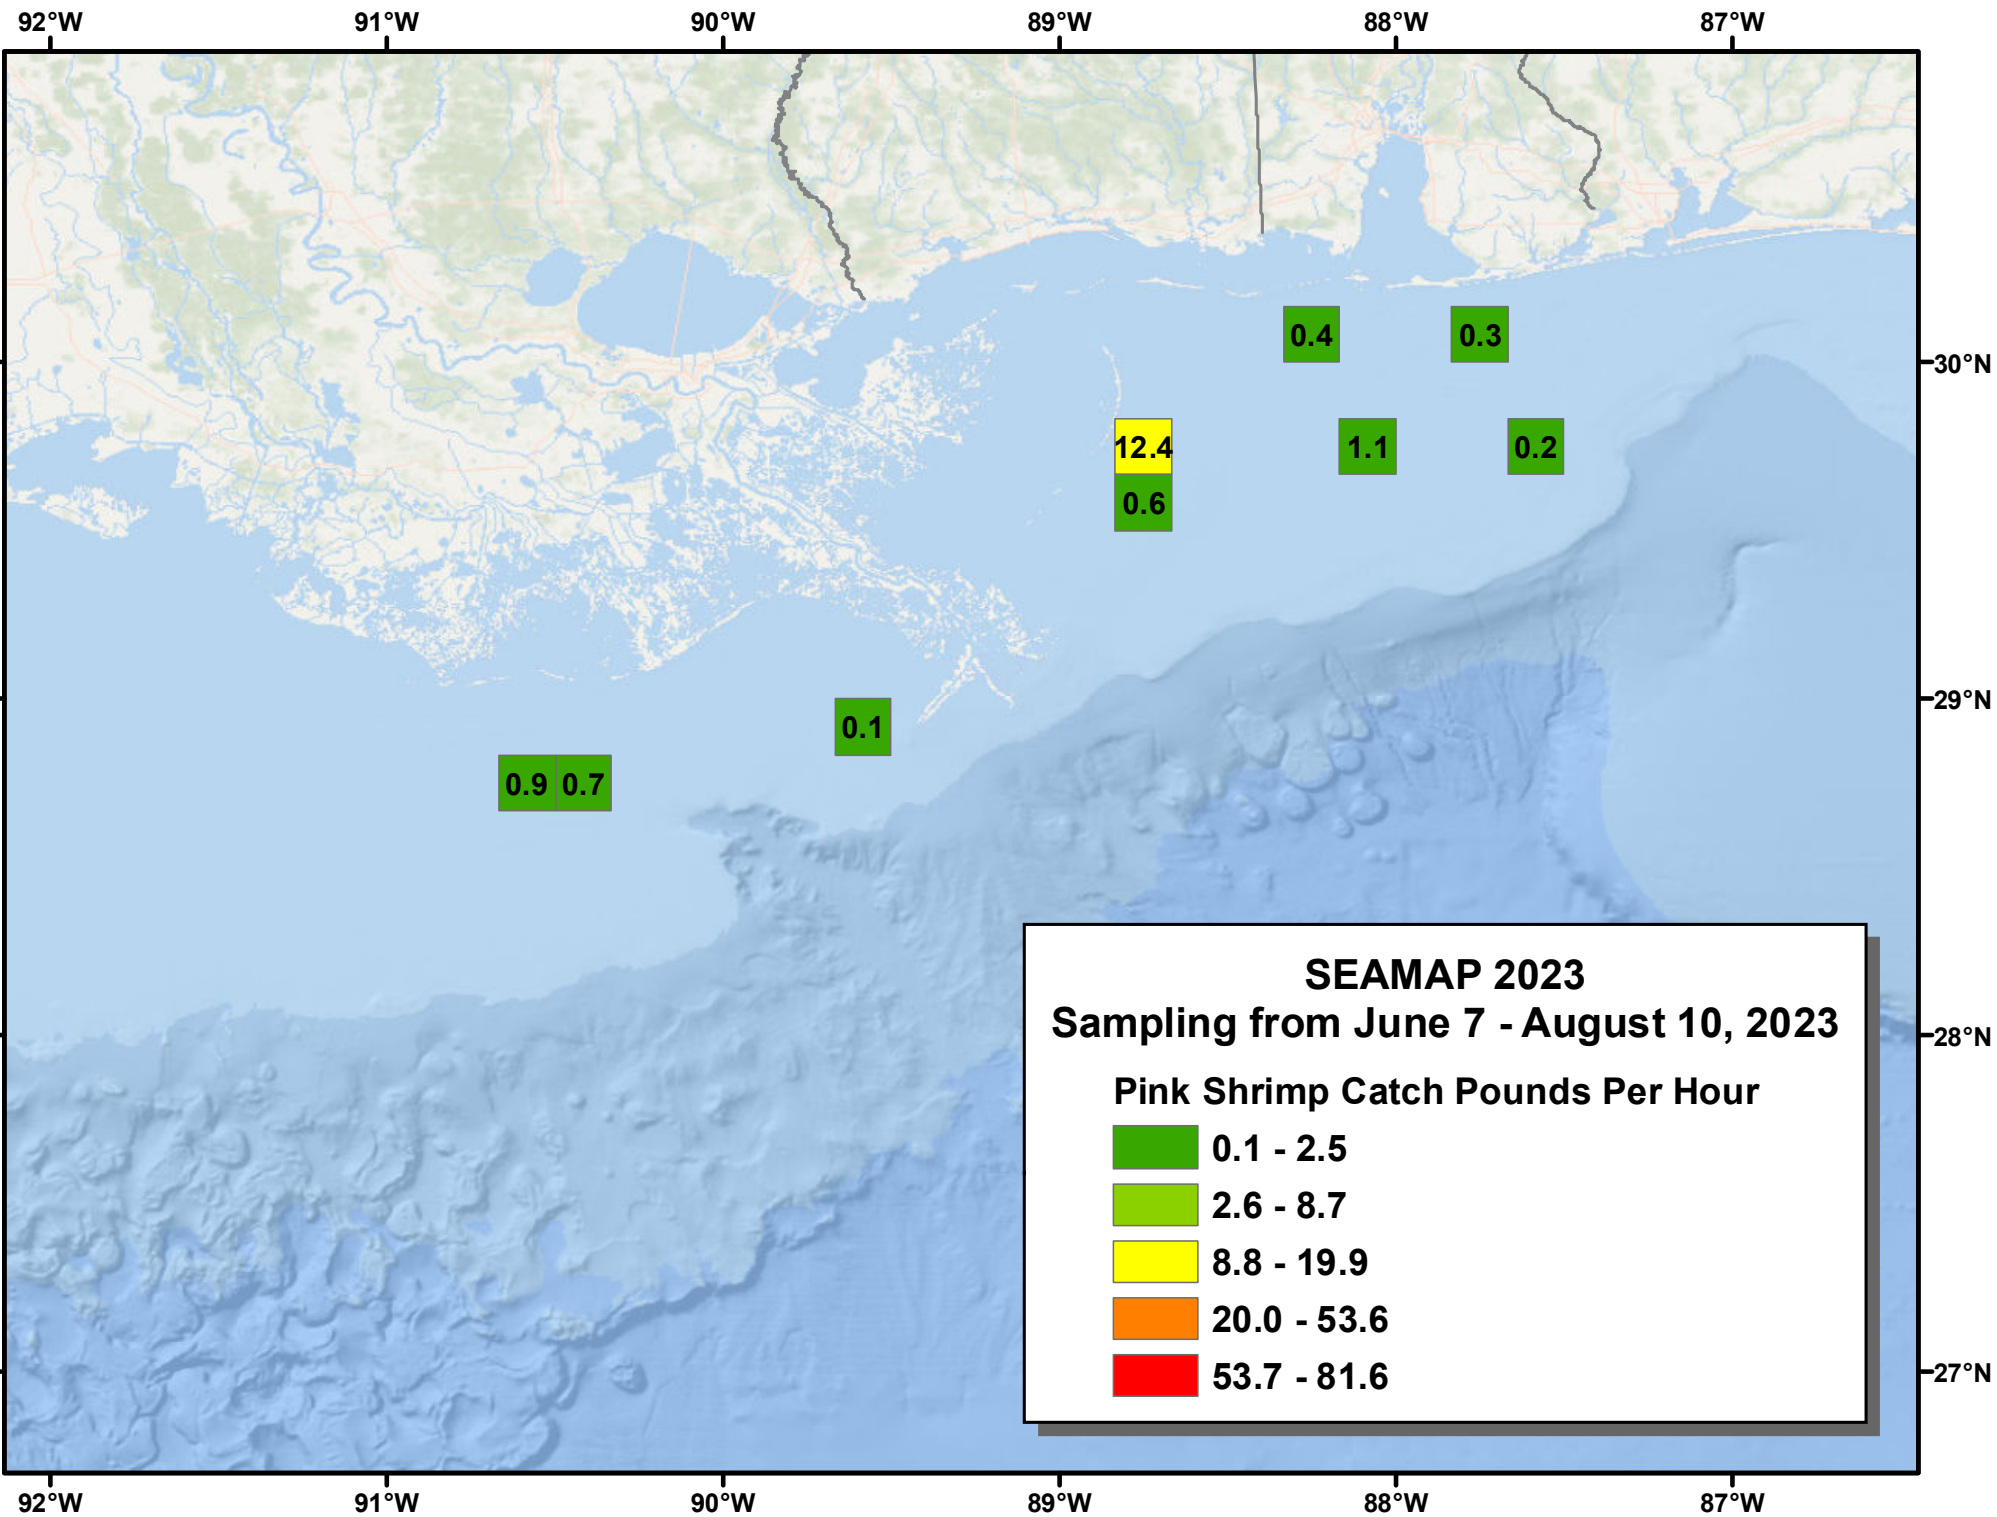 92°W 91°W 90°W 89°W 88°W 87°W
0.4 0.3
30°N
12.4 1.1 0.2
0.6
29°N
0.1
0.9 0.7
SEAMAP 2023
Sampling from June 7 - August 10, 2023
28°N
Pink Shrimp Catch Pounds Per Hour
0.1 - 2.5
2.6 - 8.7
8.8 - 19.9
20.0 - 53.6
53.7 - 81.6
27°N
92°W 91°W 90°W 89°W 88°W 87°W